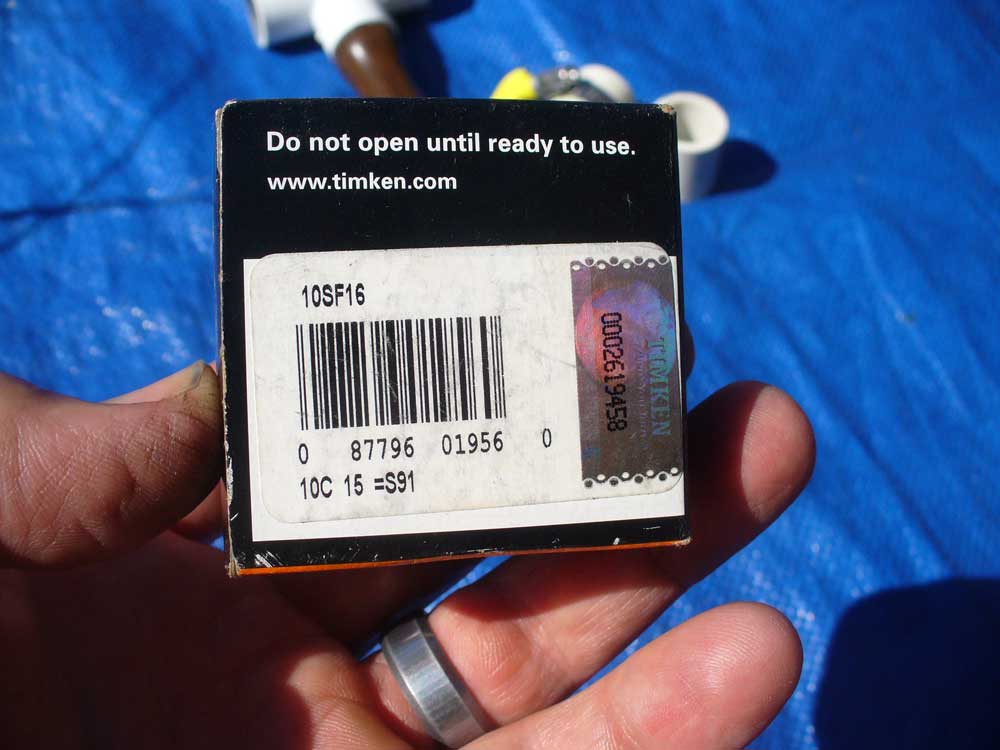 Do not open until ready to use.
www.timken.com
10SF16
0 87796 01956 0
10C 15 =S91
0002619458
TIMKEN